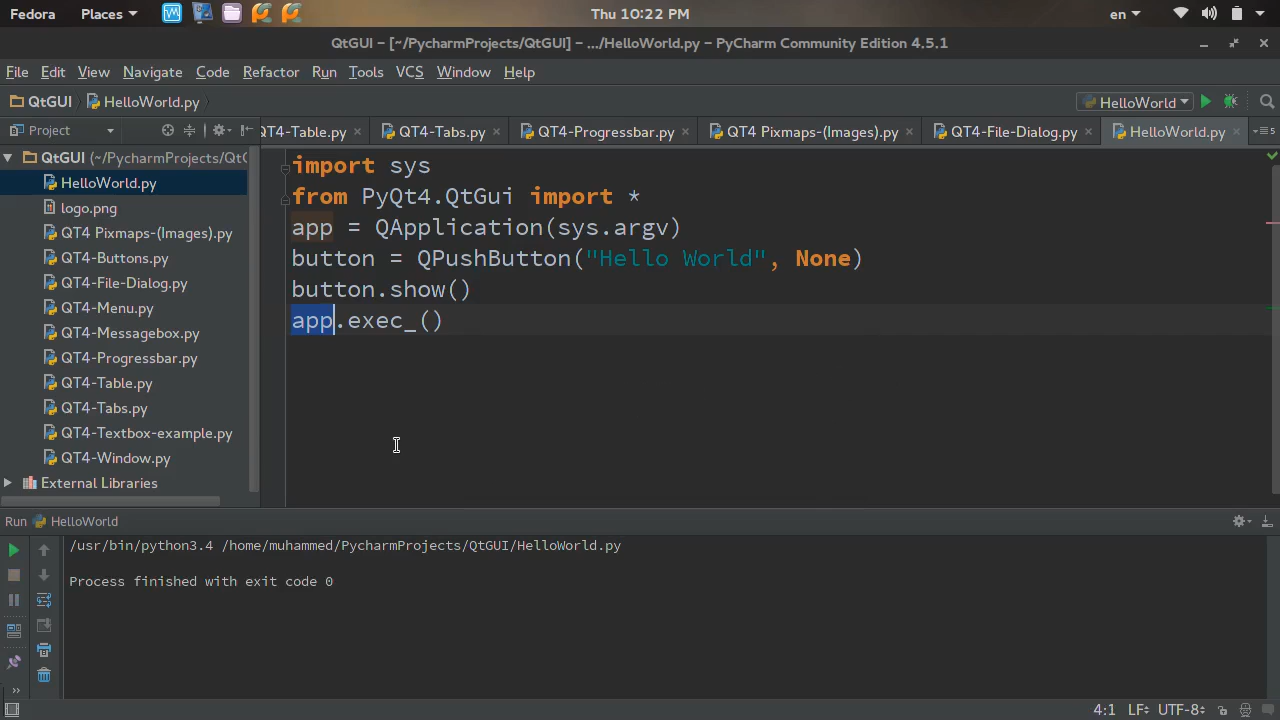 Fedora Places Thu 10:22 PM en
QtGUI – [~/PycharmProjects/QtGUI] – .../HelloWorld.py – PyCharm Community Edition 4.5.1
File Edit View Navigate Code Refactor Run Tools VCS Window Help
QtGUI HelloWorld.py HelloWorld
Project QT4-Table.py QT4-Tabs.py QT4-Progressbar.py QT4 Pixmaps-(Images).py QT4-File-Dialog.py HelloWorld.py 5
QtGUI (~/PycharmProjects/QtG
HelloWorld.py
logo.png
QT4 Pixmaps-(Images).py
QT4-Buttons.py
QT4-File-Dialog.py
QT4-Menu.py
QT4-Messagebox.py
QT4-Progressbar.py
QT4-Table.py
QT4-Tabs.py
QT4-Textbox-example.py
QT4-Window.py
External Libraries
import sys
from PyQt4.QtGui import *
app = QApplication(sys.argv)
button = QPushButton("Hello World", None)
button.show()
app.exec_()
Run HelloWorld
/usr/bin/python3.4 /home/muhammed/PycharmProjects/QtGUI/HelloWorld.py
Process finished with exit code 0
4:1 LF UTF-8